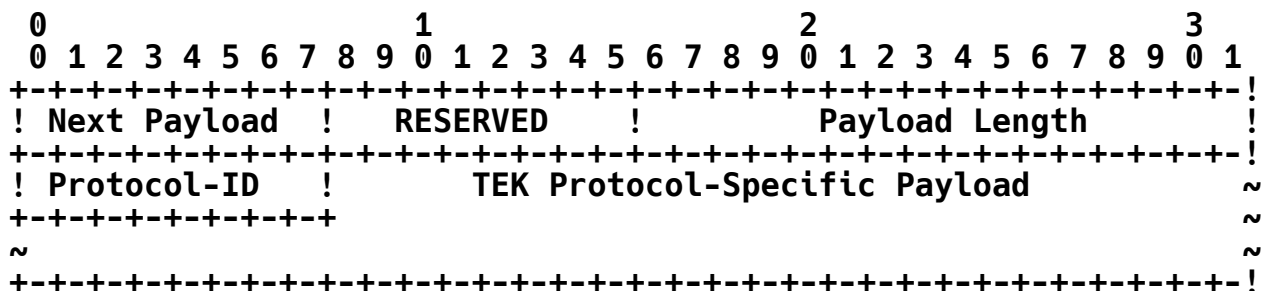 0                   1                   2                   3
 0 1 2 3 4 5 6 7 8 9 0 1 2 3 4 5 6 7 8 9 0 1 2 3 4 5 6 7 8 9 0 1
+-+-+-+-+-+-+-+-+-+-+-+-+-+-+-+-+-+-+-+-+-+-+-+-+-+-+-+-+-+-+-+-!
! Next Payload  !   RESERVED    !         Payload Length        !
+-+-+-+-+-+-+-+-+-+-+-+-+-+-+-+-+-+-+-+-+-+-+-+-+-+-+-+-+-+-+-+-!
! Protocol-ID   !       TEK Protocol-Specific Payload           ~
+-+-+-+-+-+-+-+-+                                               ~
~                                                               ~
+-+-+-+-+-+-+-+-+-+-+-+-+-+-+-+-+-+-+-+-+-+-+-+-+-+-+-+-+-+-+-+-!